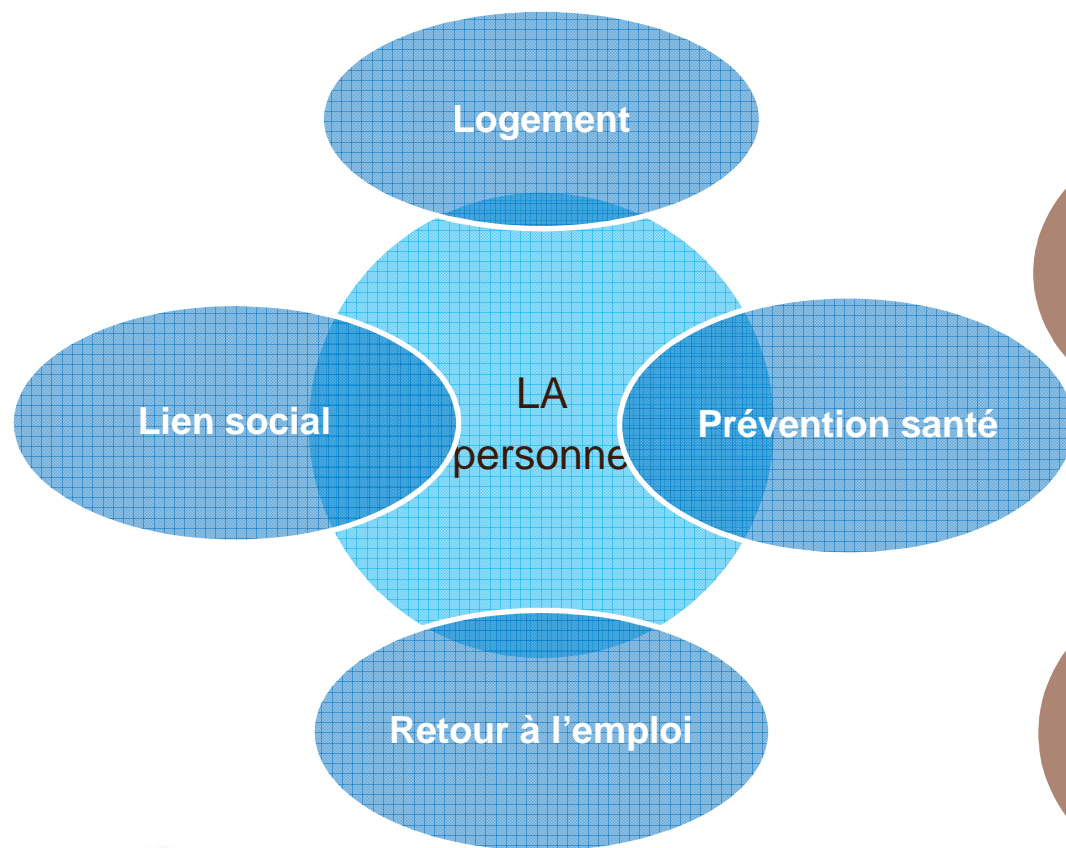 Logement
Lien social
LA
personne
Prévention santé
Retour à l’emploi